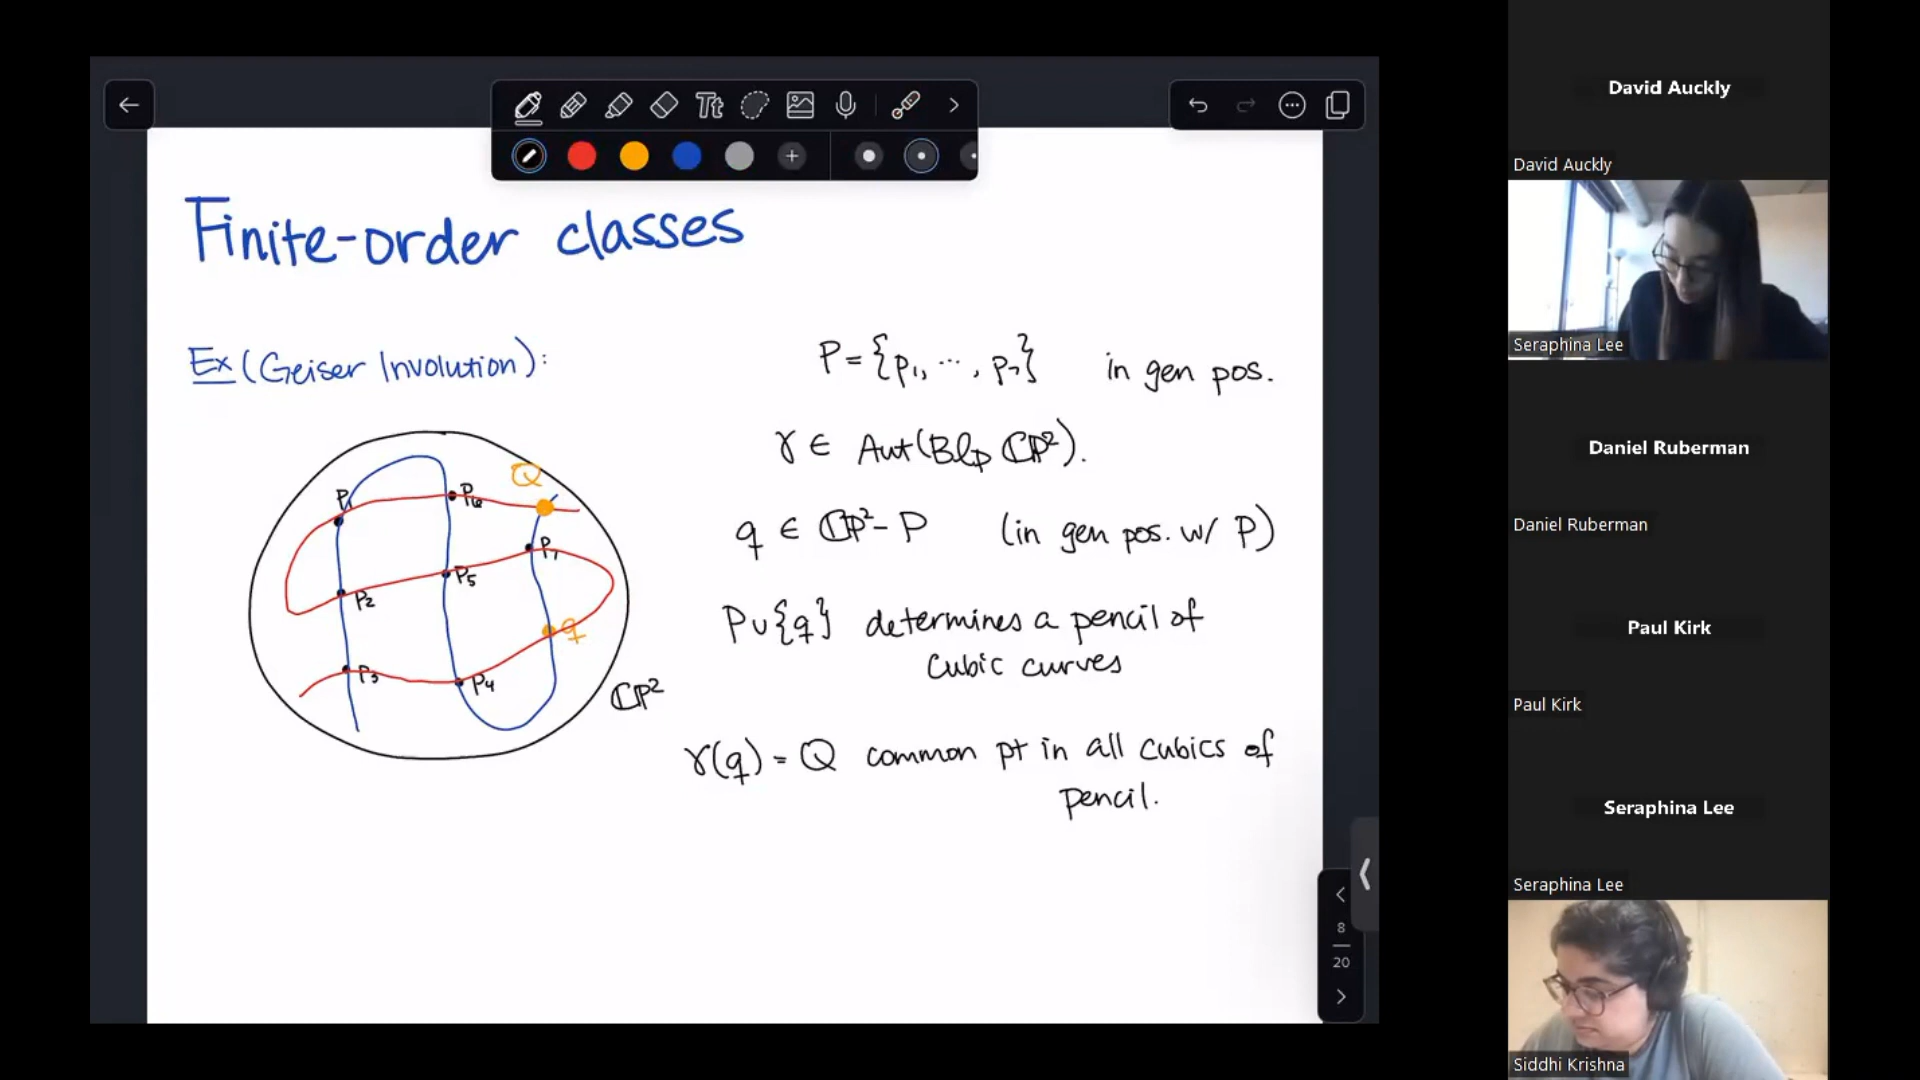 Tt
Finite-order classes
Ex (Geiser Involution):
P = {p₁, ⋯, p₇} in gen pos.
γ ∈ Aut(Bl_P ℂP²).
q ∈ ℂP² - P (in gen pos. w/ P)
P∪{q} determines a pencil of
cubic curves
γ(q) = Q common pt in all cubics of
pencil.
Q
P₁
P₆
P₇
P₅
P₂
q
P₃
P₄
ℂP²
8
20
David Auckly
David Auckly
Seraphina Lee
Daniel Ruberman
Daniel Ruberman
Paul Kirk
Paul Kirk
Seraphina Lee
Seraphina Lee
Siddhi Krishna